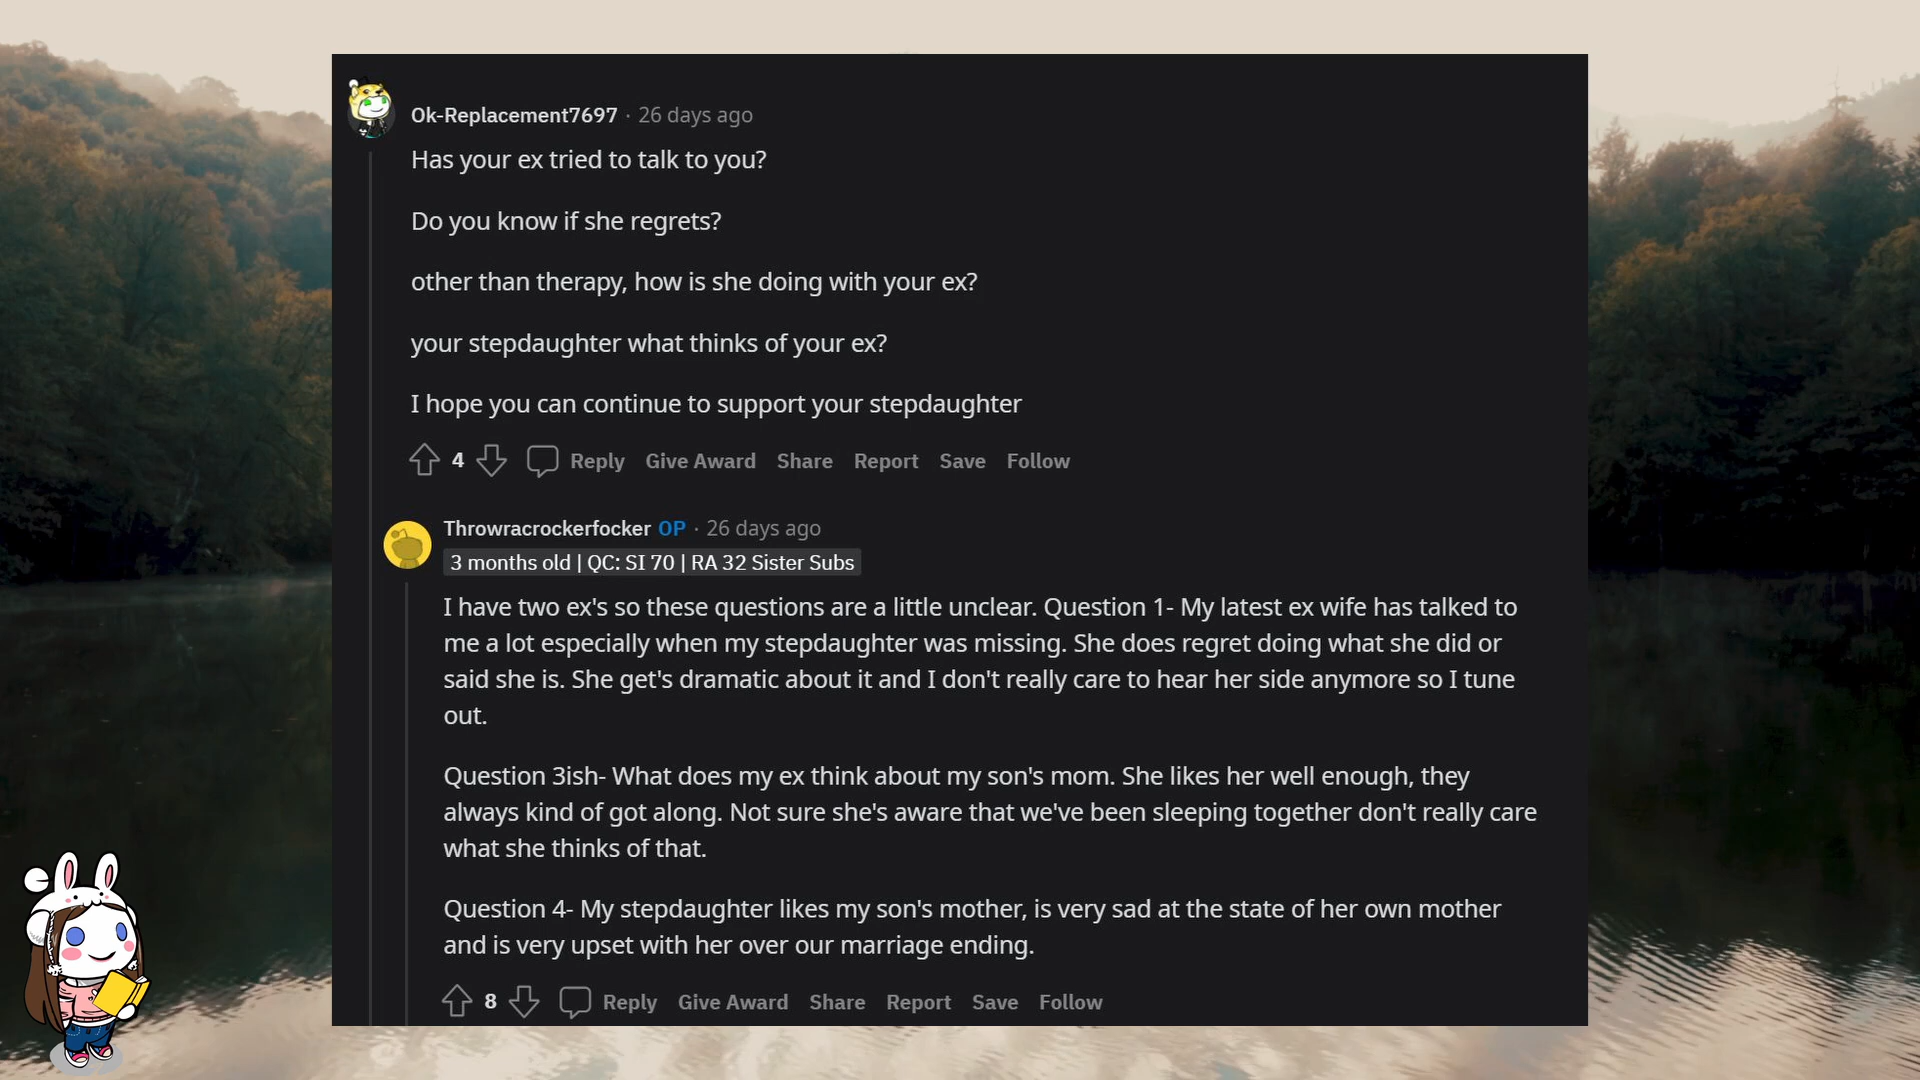 Ok-Replacement7697 · 26 days ago
Has your ex tried to talk to you?
Do you know if she regrets?
other than therapy, how is she doing with your ex?
your stepdaughter what thinks of your ex?
I hope you can continue to support your stepdaughter
4 Reply Give Award Share Report Save Follow
Throwracrockerfocker OP · 26 days ago
3 months old | QC: SI 70 | RA 32 Sister Subs
I have two ex's so these questions are a little unclear. Question 1- My latest ex wife has talked to
me a lot especially when my stepdaughter was missing. She does regret doing what she did or
said she is. She get's dramatic about it and I don't really care to hear her side anymore so I tune
out.
Question 3ish- What does my ex think about my son's mom. She likes her well enough, they
always kind of got along. Not sure she's aware that we've been sleeping together don't really care
what she thinks of that.
Question 4- My stepdaughter likes my son's mother, is very sad at the state of her own mother
and is very upset with her over our marriage ending.
8 Reply Give Award Share Report Save Follow